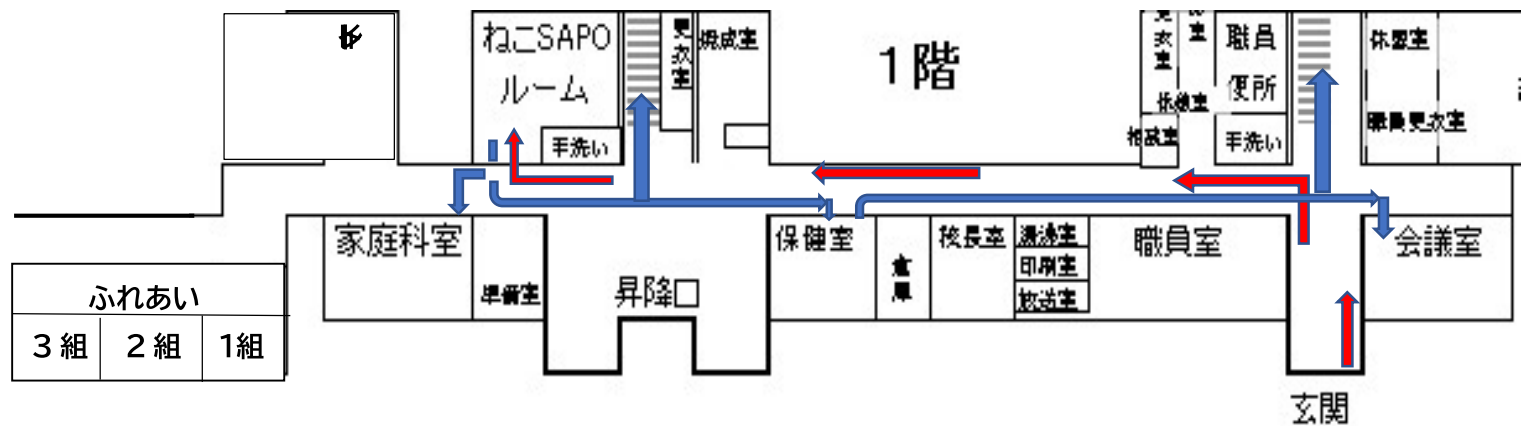 ねこSAPO
ルーム
手洗い
更衣室
焼成室
1階
更衣室
室
休憩室
相談室
職員
便所
手洗い
休憩室
職員更衣室
家庭科室
準備室
昇降口
保健室
倉庫
校長室
湯沸室
印刷室
放送室
職員室
会議室
玄関
ふれあい
3組
2組
1組